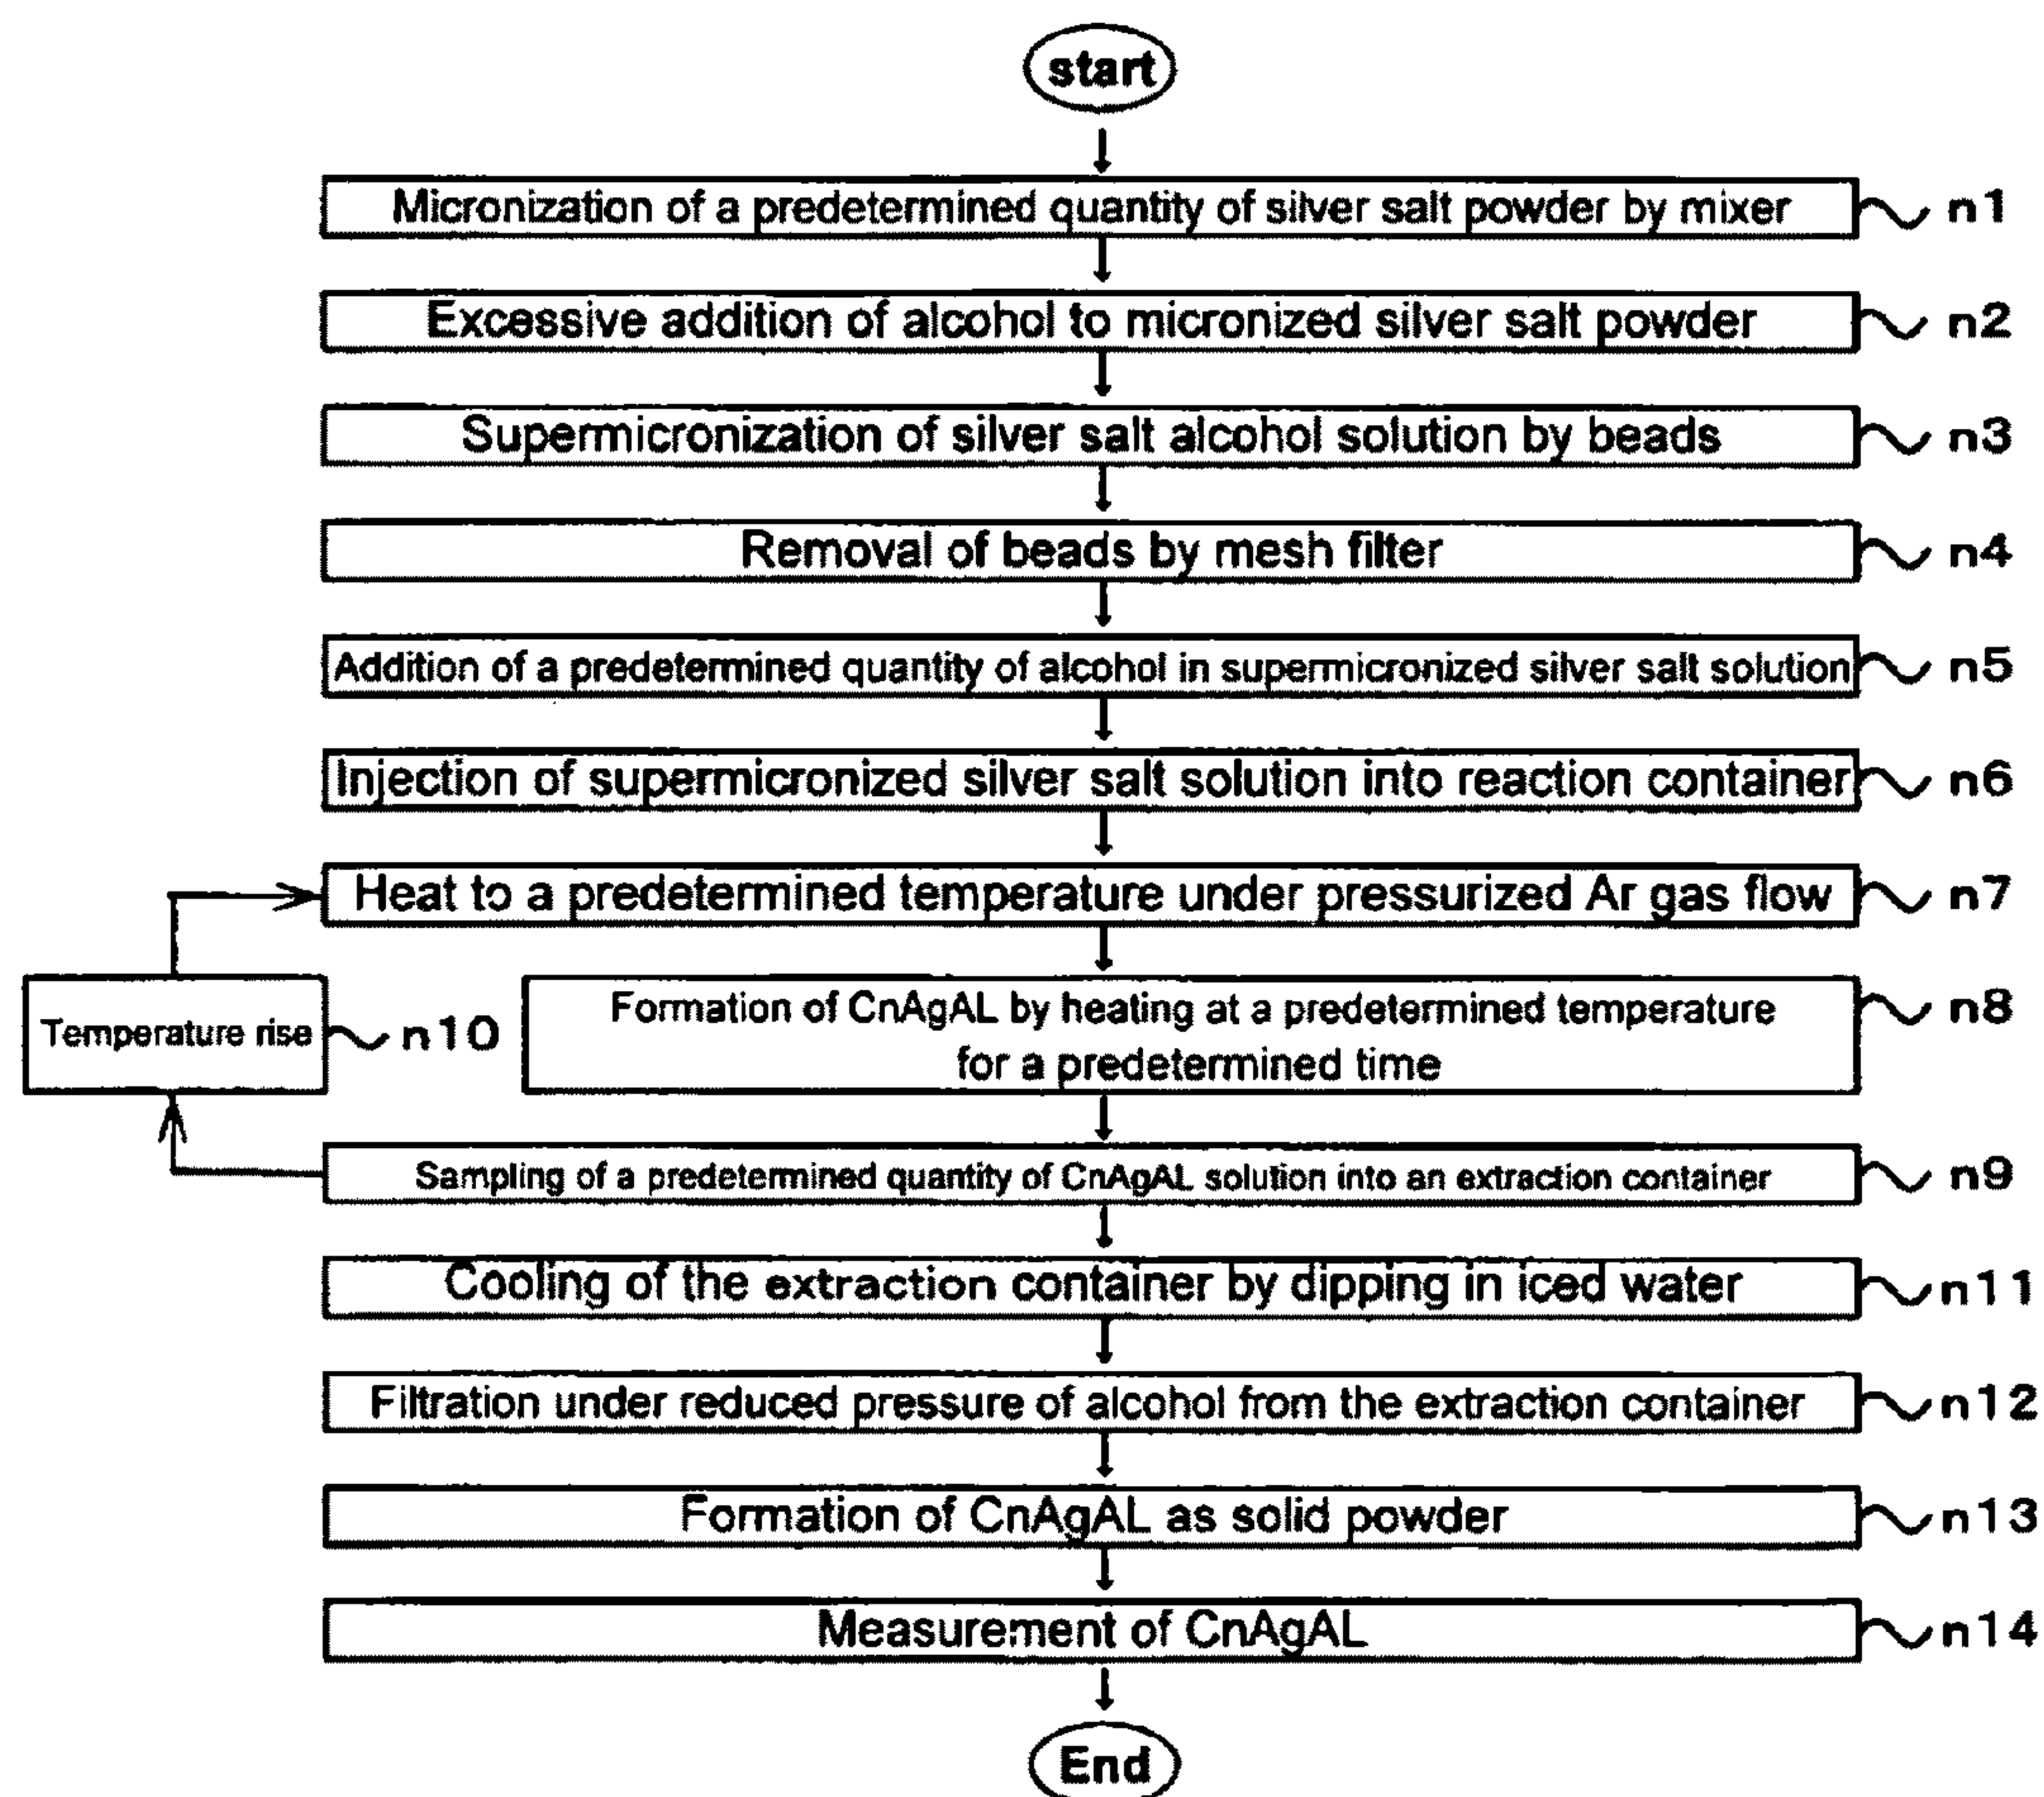 start
Micronization of a predetermined quantity of silver salt powder by mixer n1
Excessive addition of alcohol to micronized silver salt powder n2
Supermicronization of silver salt alcohol solution by beads n3
Removal of beads by mesh filter n4
Addition of a predetermined quantity of alcohol in supermicronized silver salt solution n5
Injection of supermicronized silver salt solution into reaction container n6
Heat to a predetermined temperature under pressurized Ar gas flow n7
Formation of CnAgAL by heating at a predetermined temperature n8
for a predetermined time
Temperature rise n10
Sampling of a predetermined quantity of CnAgAL solution into an extraction container n9
Cooling of the extraction container by dipping in iced water n11
Filtration under reduced pressure of alcohol from the extraction container n12
Formation of CnAgAL as solid powder n13
Measurement of CnAgAL n14
End